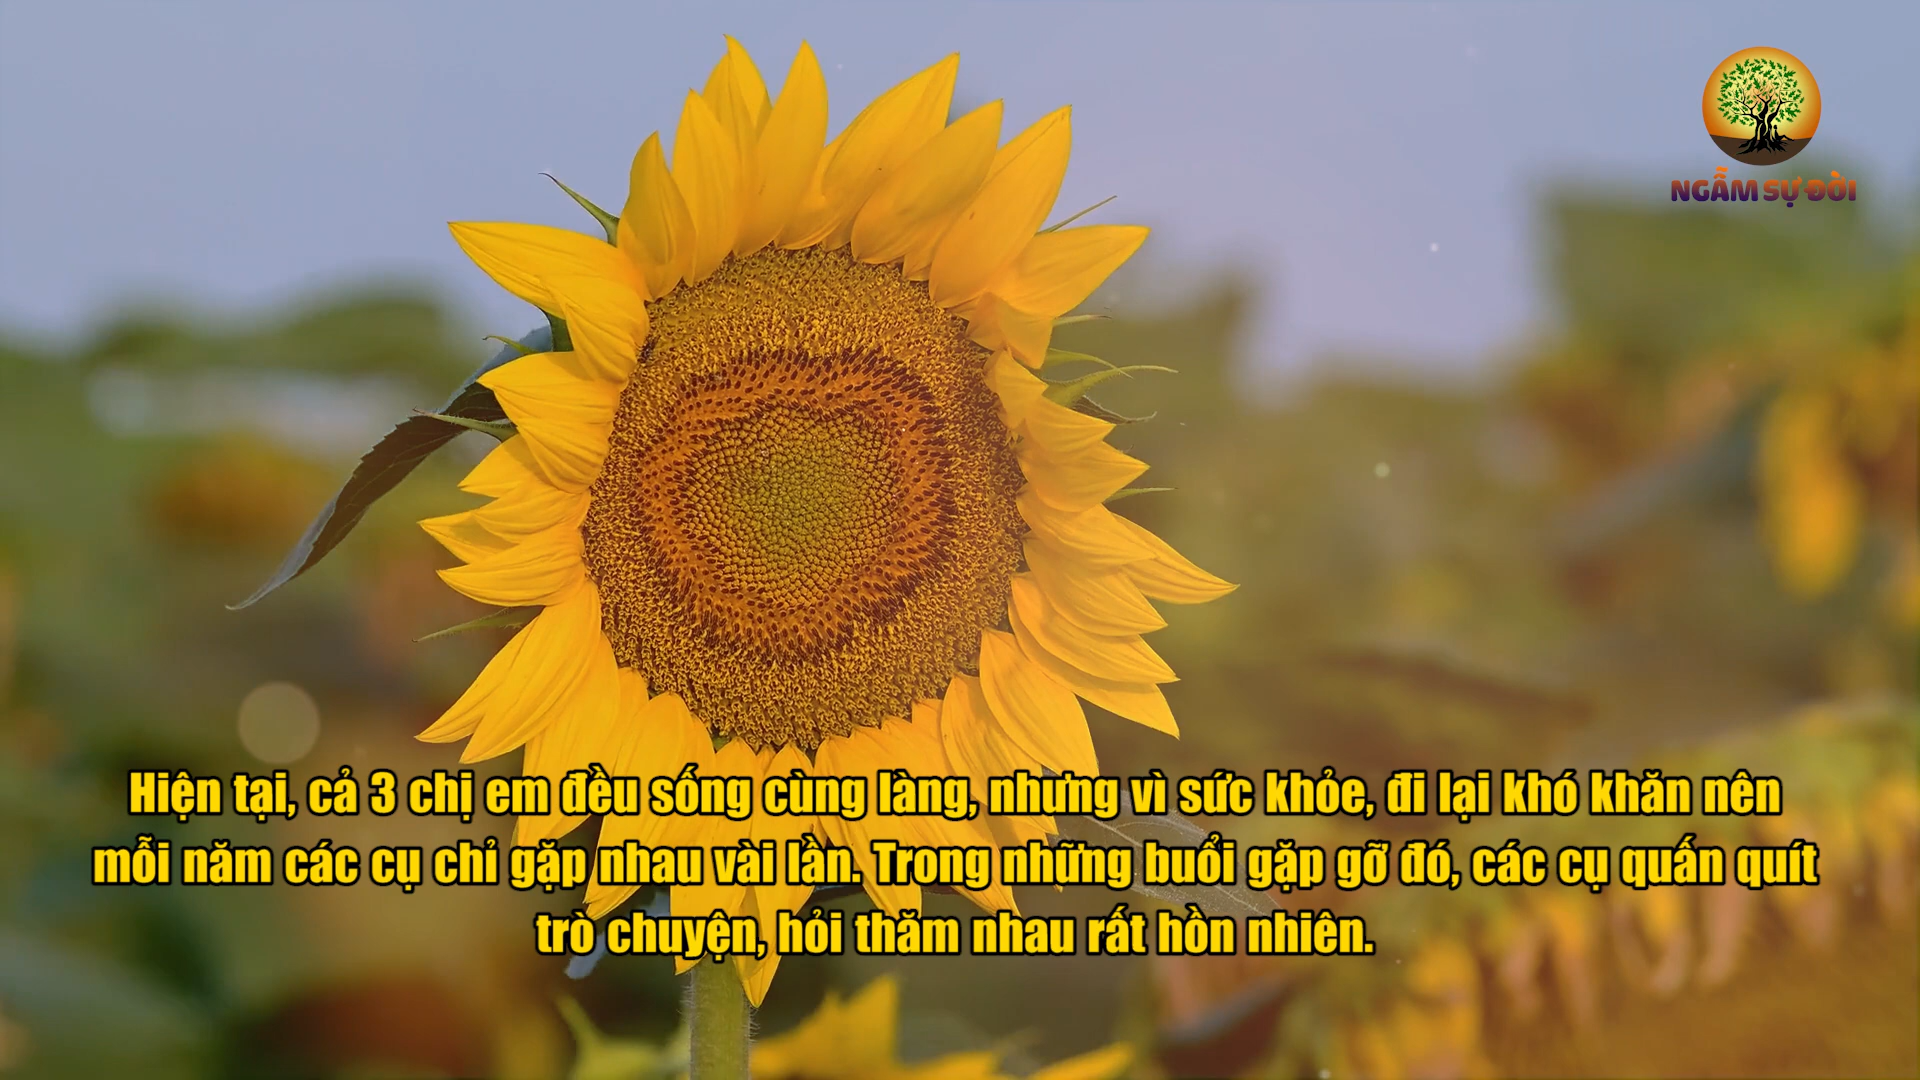 NGẪM SỰ ĐỜI
Hiện tại, cả 3 chị em đều sống cùng làng, nhưng vì sức khỏe, đi lại khó khăn nên
mỗi năm các cụ chỉ gặp nhau vài lần. Trong những buổi gặp gỡ đó, các cụ quấn quít
trò chuyện, hỏi thăm nhau rất hồn nhiên.